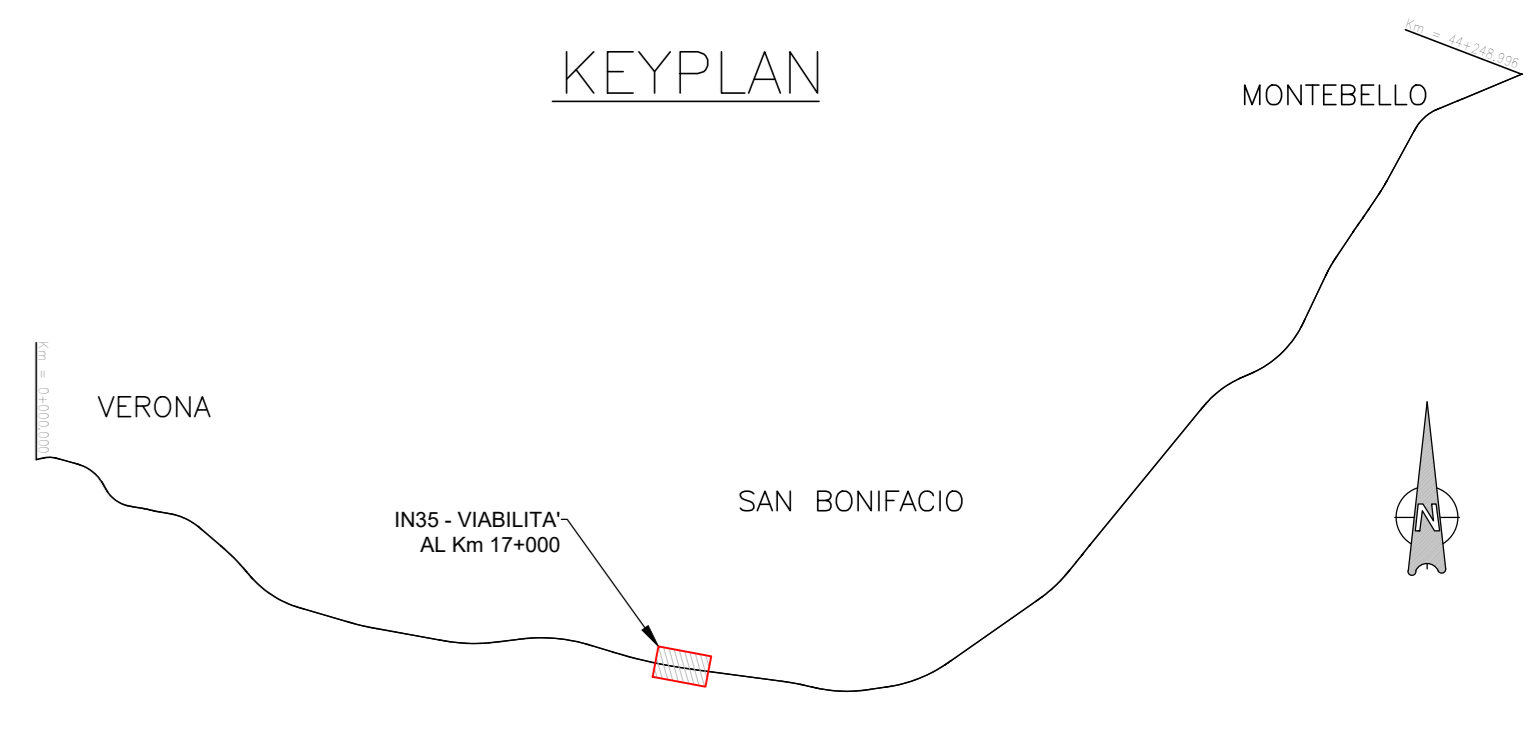 KEYPLAN
Km = 44+248,996
MONTEBELLO
Km = 0+000,000
VERONA
SAN BONIFACIO
IN35 - VIABILITA'
AL Km 17+000
N